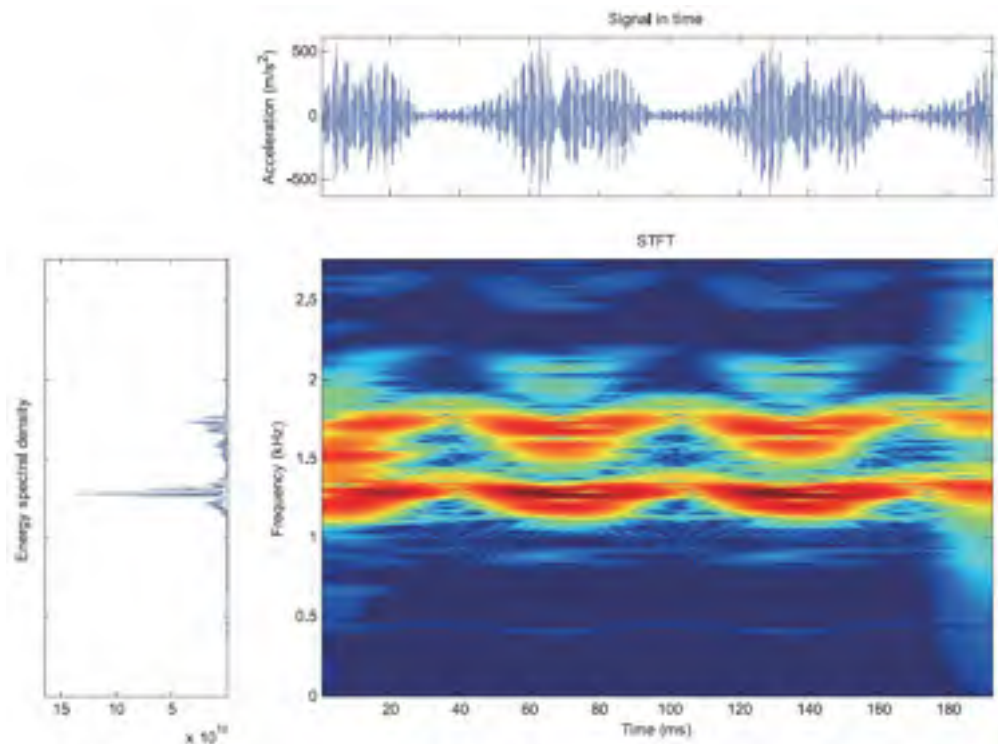 Signal in time
Acceleration (m/s²)
500
0
-500
STFT
Energy spectral density
15 10 5
Frequency (kHz)
2.5
2
1.5
1
0.5
0
20 40 60 80 100 120 140 160 180
Time (ms)